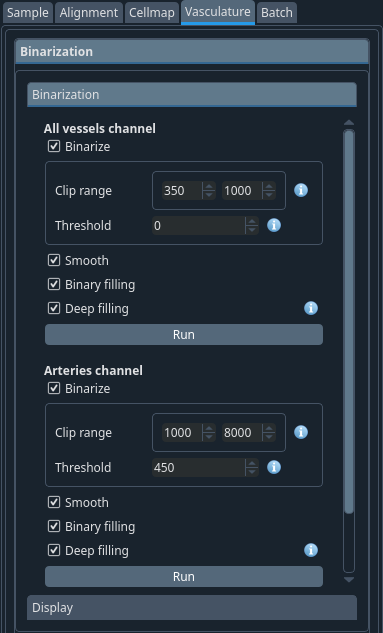 Sample Alignment Cellmap Vasculature Batch
Binarization
Binarization
All vessels channel
Binarize
Clip range 350 1000
Threshold 0
Smooth
Binary filling
Deep filling
Run
Arteries channel
Binarize
Clip range 1000 8000
Threshold 450
Smooth
Binary filling
Deep filling
Run
Display